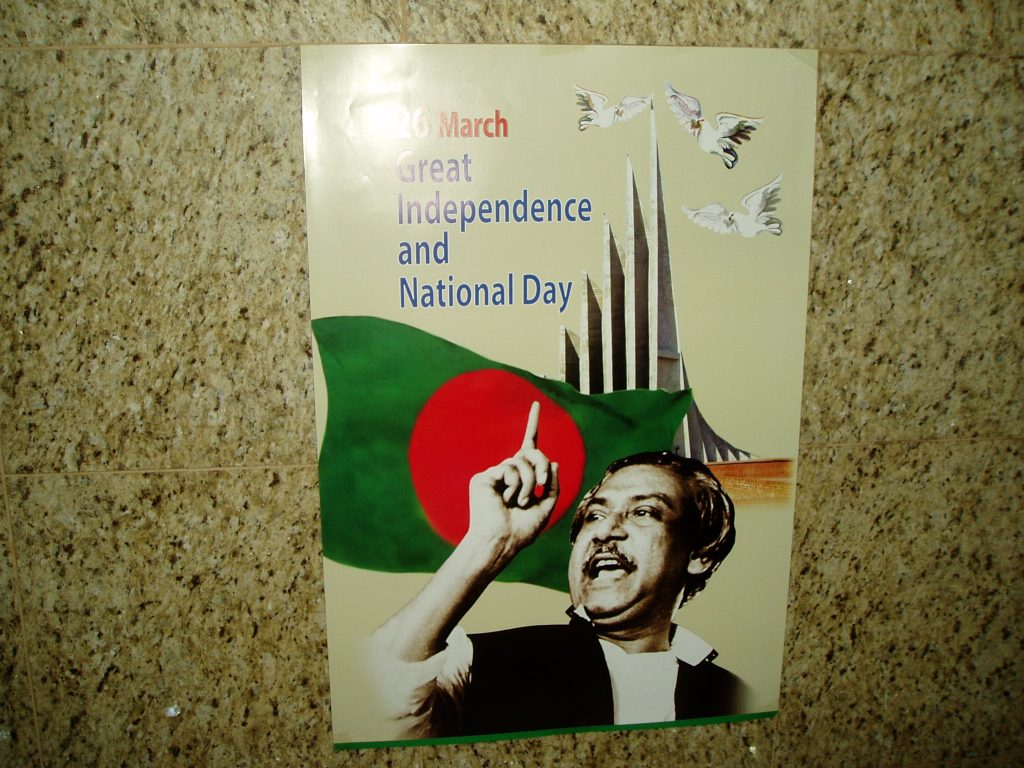 26 March
Great
Independence
and
National Day